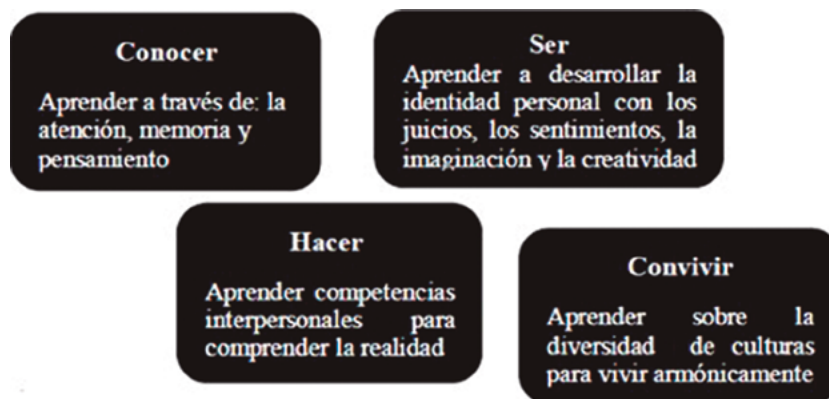 Conocer
Aprender a través de: la
atención, memoria y
pensamiento
Ser
Aprender a desarrollar la
identidad personal con los
juicios, los sentimientos, la
imaginación y la creatividad
Hacer
Aprender competencias
interpersonales para
comprender la realidad
Convivir
Aprender sobre la
diversidad de culturas
para vivir armónicamente